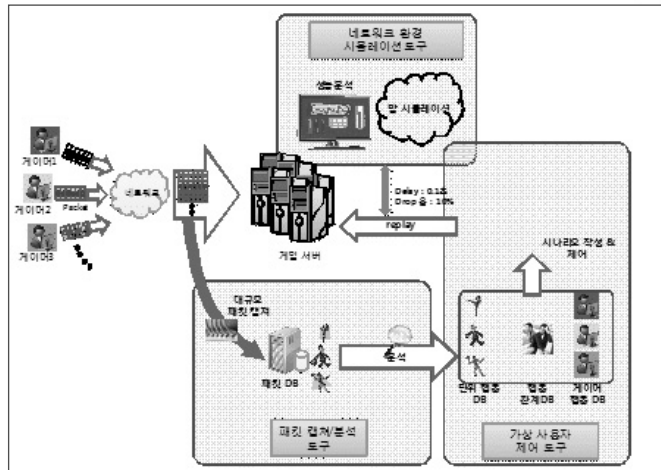 네트워크 환경
시뮬레이션 도구
성능분석
망 시뮬레이션
게이머1
게이머2
Packet
게이머3
네트워크
게임 서버
Delay : 0.1초
Drop 율 : 10%
replay
시나리오 작성 &
제어
대규모
패킷 캡쳐
패킷 DB
분석
단위 행동
DB
행동
관계DB
게이머
행동 DB
패킷 캡쳐/분석
도구
가상 사용자
제어 도구